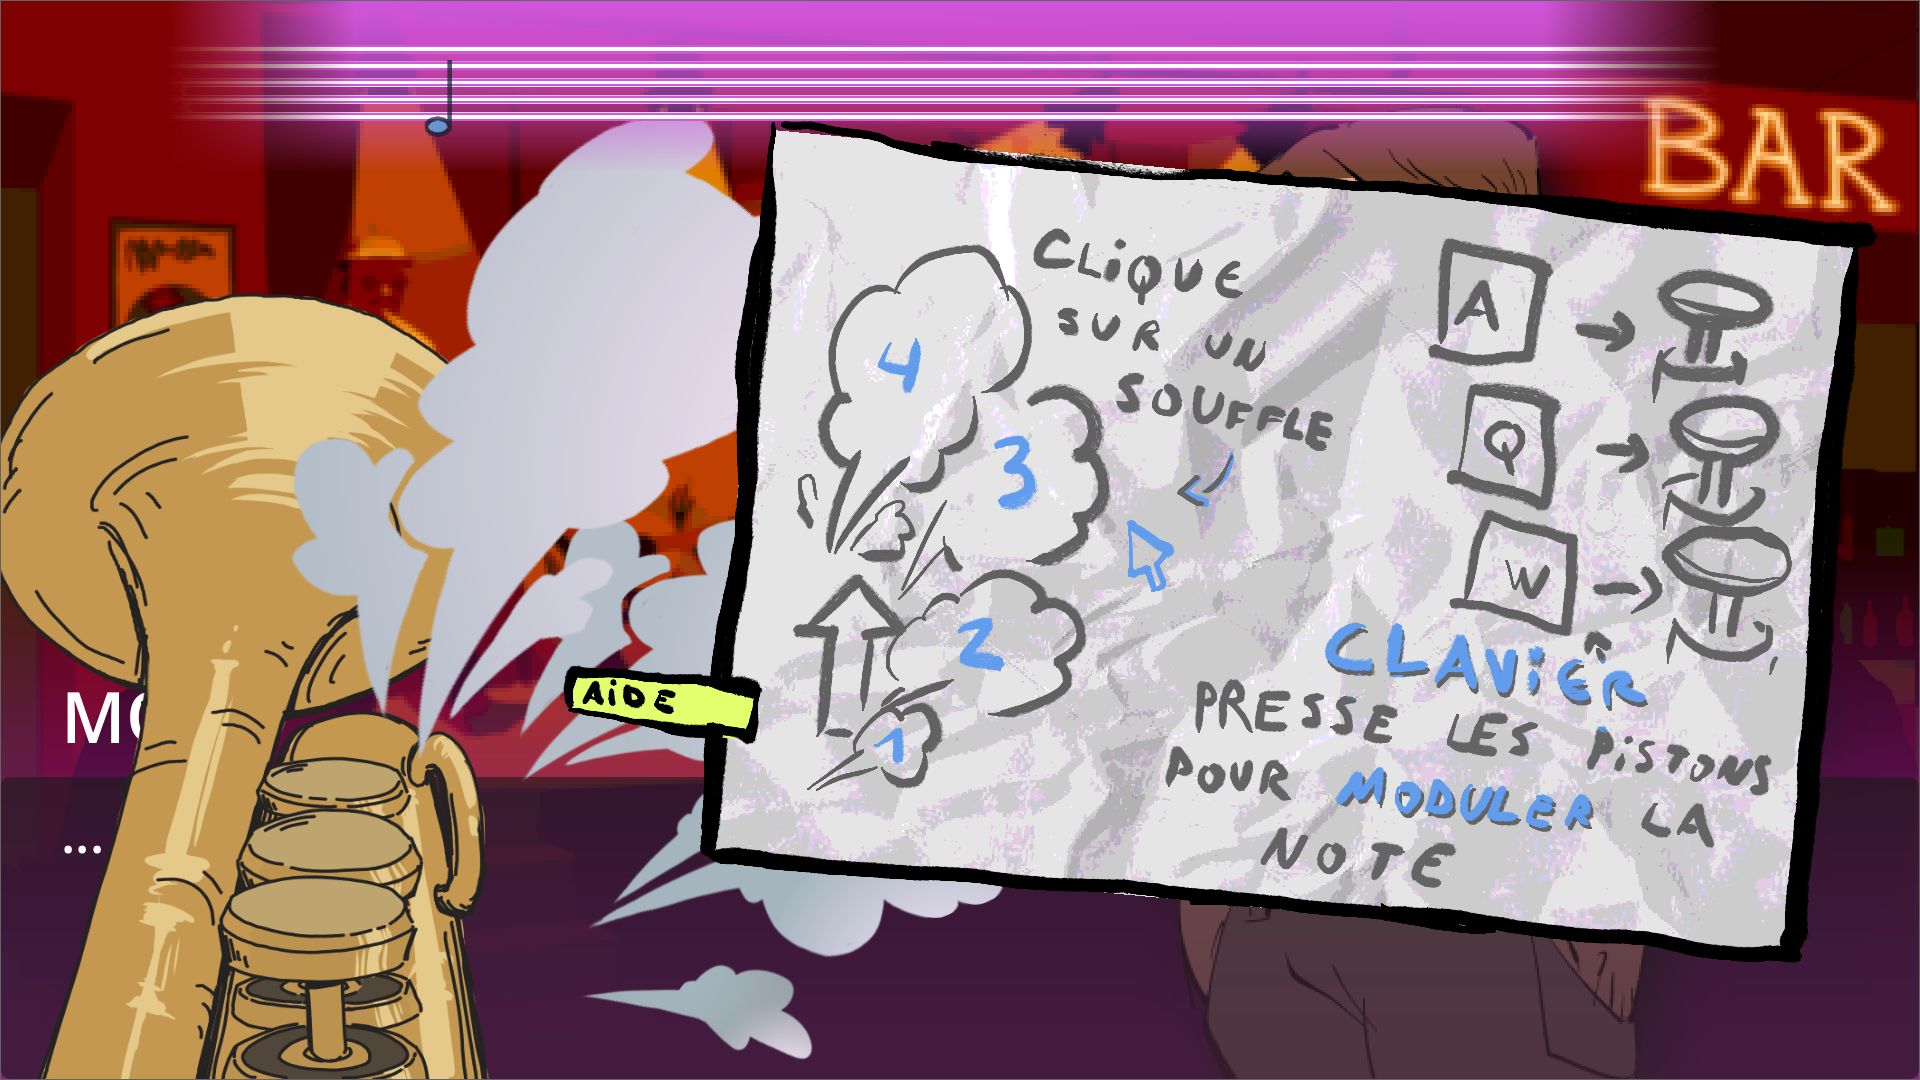 BAR
CLiQUE
SUR UN
SOUFFLE
4
3
2
1
A
Q
W
CLAViER
PRESSE LES PiSTONS
POUR MODULER LA
NOTE
AiDE
...